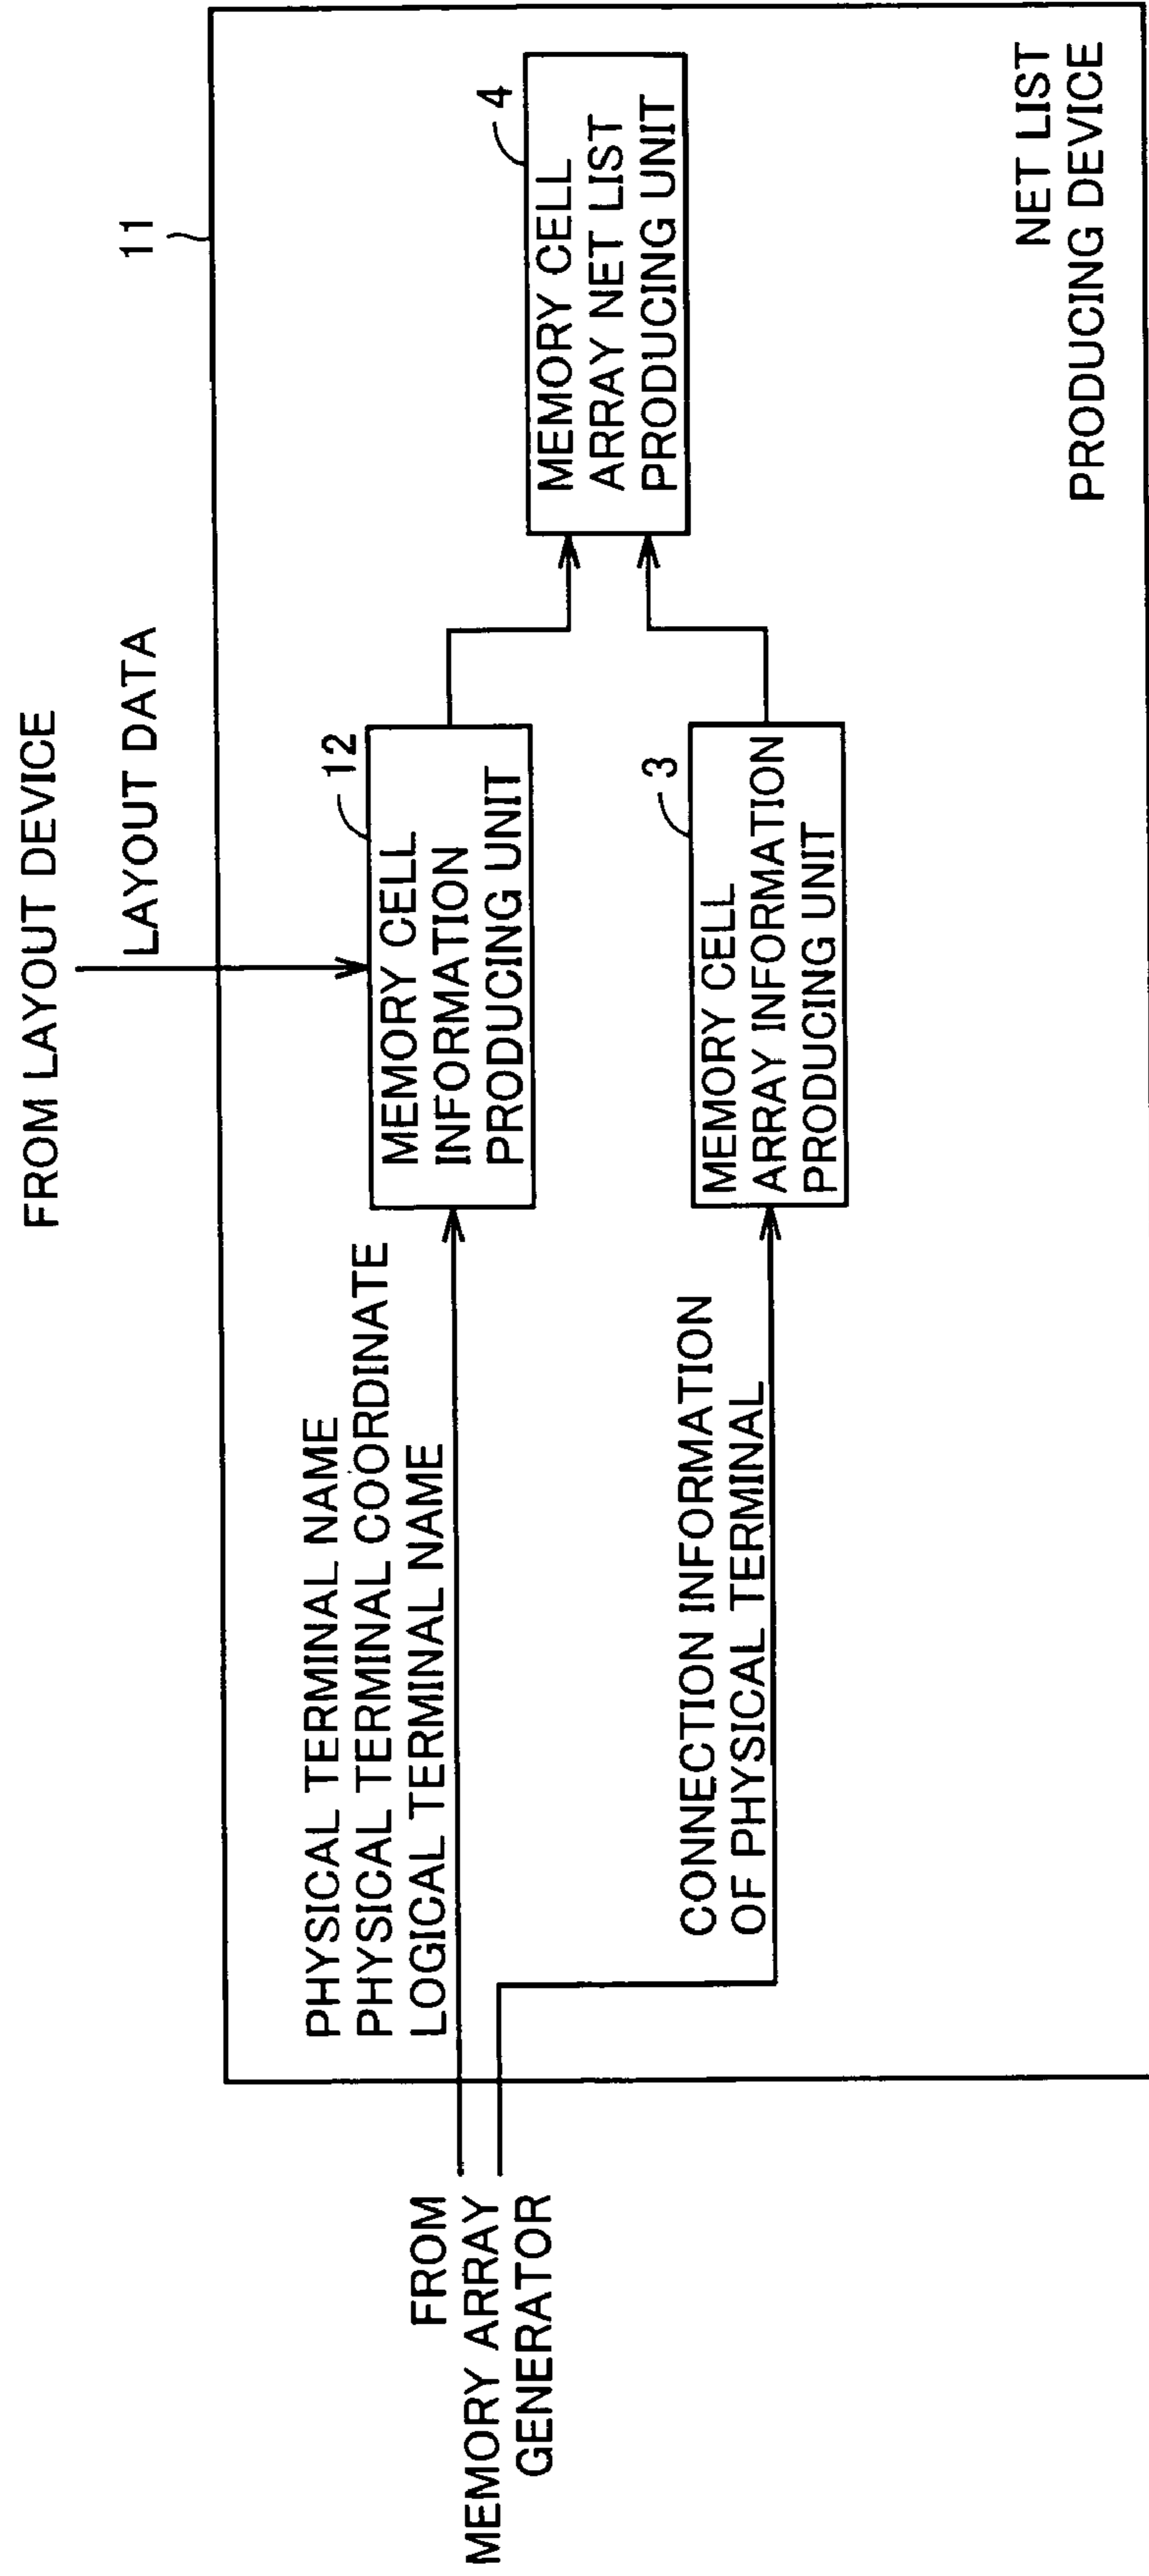 FROM LAYOUT DEVICE
LAYOUT DATA
11
PHYSICAL TERMINAL NAME
PHYSICAL TERMINAL COORDINATE
LOGICAL TERMINAL NAME
12
MEMORY CELL
INFORMATION
PRODUCING UNIT
4
MEMORY CELL
ARRAY NET LIST
PRODUCING UNIT
FROM
MEMORY ARRAY
GENERATOR
CONNECTION INFORMATION
OF PHYSICAL TERMINAL
3
MEMORY CELL
ARRAY INFORMATION
PRODUCING UNIT
NET LIST
PRODUCING DEVICE